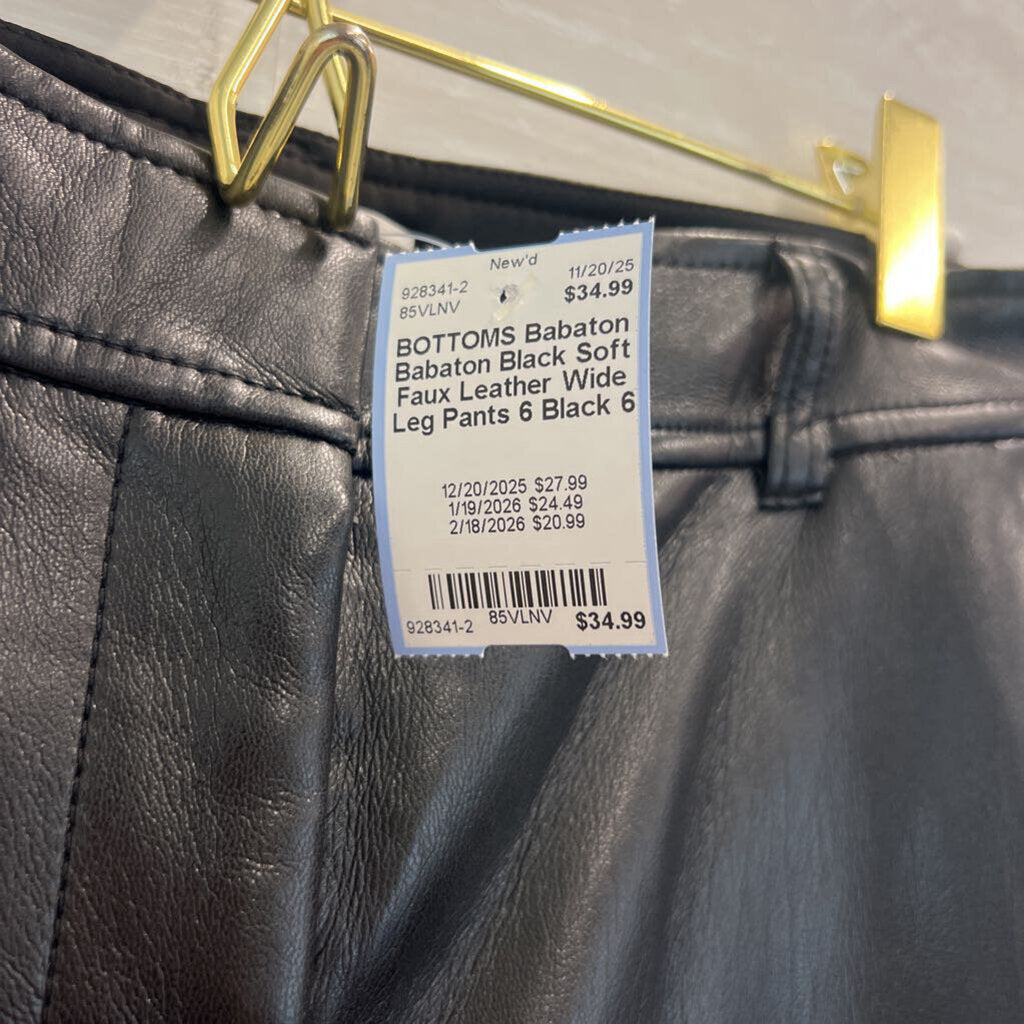 New'd
928341-2 11/20/25
85VLNV $34.99
BOTTOMS Babaton
Babaton Black Soft
Faux Leather Wide
Leg Pants 6 Black 6
12/20/2025 $27.99
1/19/2026 $24.49
2/18/2026 $20.99
928341-2 85VLNV $34.99